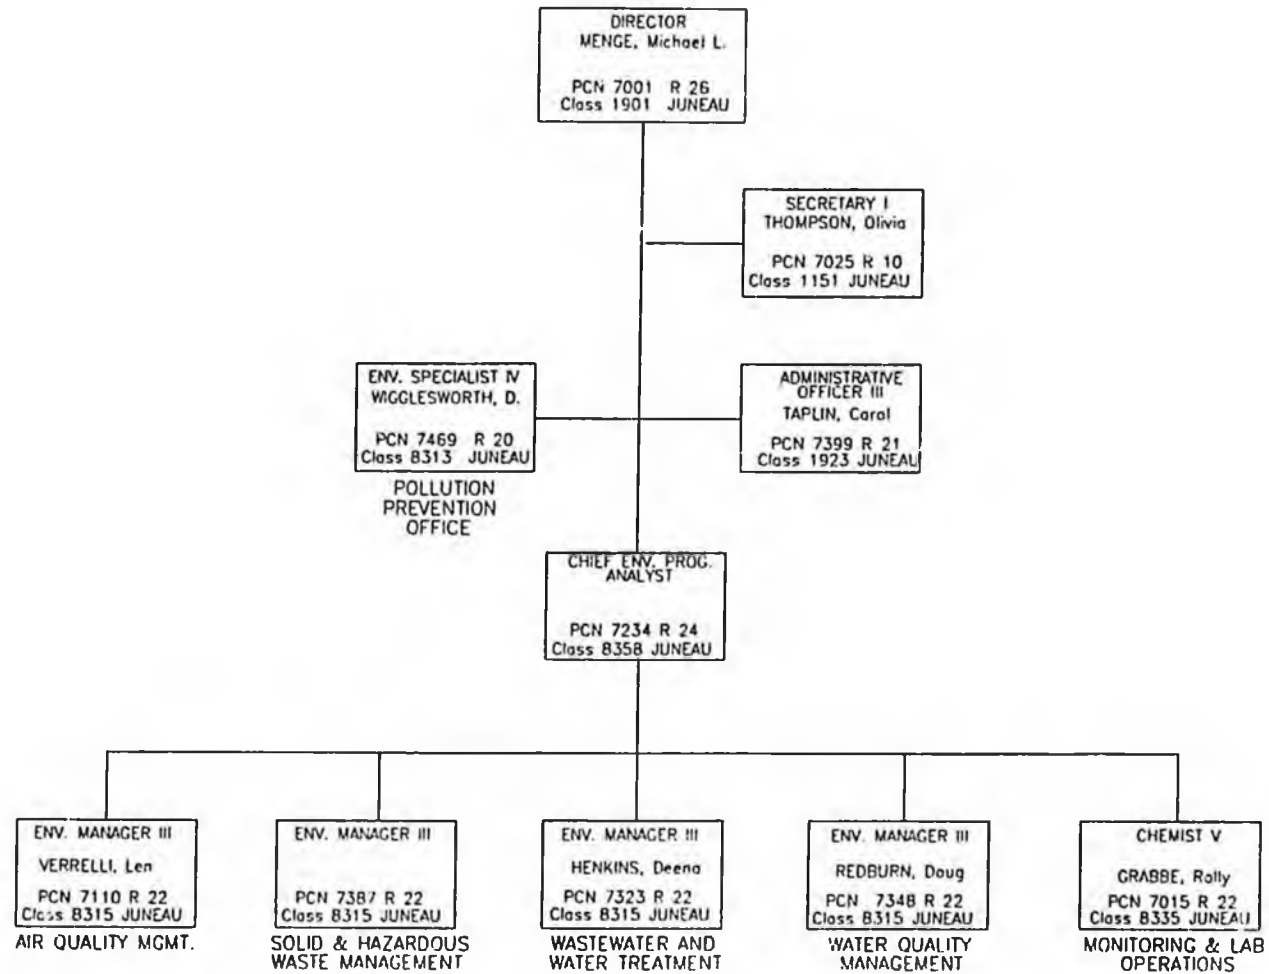 DIRECTOR
MENGE, Michael L.
PCN 7001 R 26
Class 1901 JUNEAU
SECRETARY I
THOMPSON, Olivia
PCN 7025 R 10
Class 1151 JUNEAU
ENV. SPECIALIST IV
WIGGLESWORTH, D.
PCN 7469 R 20
Class 8313 JUNEAU
POLLUTION
PREVENTION
OFFICE
ADMINISTRATIVE
OFFICER III
TAPLIN, Carol
PCN 7399 R 21
Class 1923 JUNEAU
CHIEF ENV. PROG.
ANALYST
PCN 7234 R 24
Class 8358 JUNEAU
ENV. MANAGER III
VERRELLI, Len
PCN 7110 R 22
Class 8315 JUNEAU
AIR QUALITY MGMT.
ENV. MANAGER III
PCN 7387 R 22
Class 8315 JUNEAU
SOLID & HAZARDOUS
WASTE MANAGEMENT
ENV. MANAGER III
HENKINS, Deena
PCN 7323 R 22
Class 8315 JUNEAU
WASTEWATER AND
WATER TREATMENT
ENV. MANAGER III
REDBURN, Doug
PCN 7348 R 22
Class 8315 JUNEAU
WATER QUALITY
MANAGEMENT
CHEMIST V
GRABBE, Rolly
PCN 7015 R 22
Class 8335 JUNEAU
MONITORING & LAB
OPERATIONS